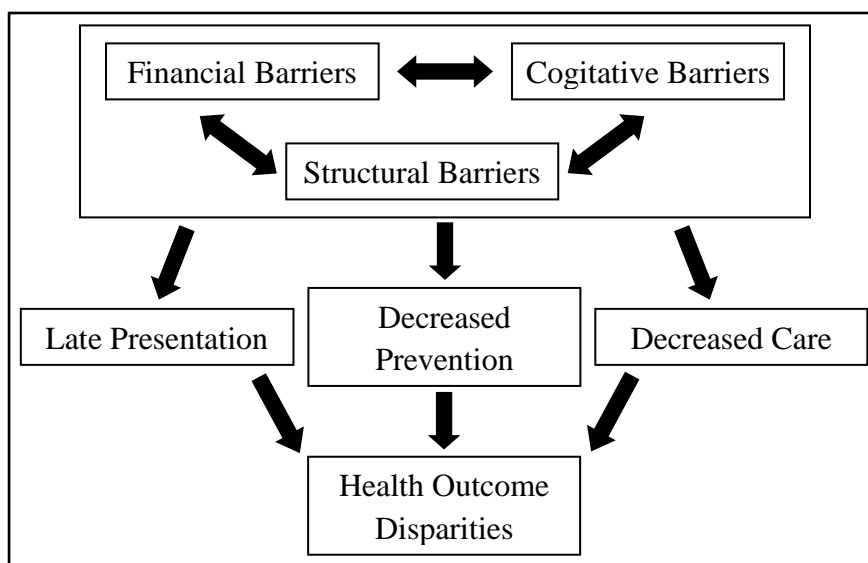 Financial Barriers
Cogitative Barriers
Structural Barriers
Late Presentation
Decreased
Prevention
Decreased Care
Health Outcome
Disparities